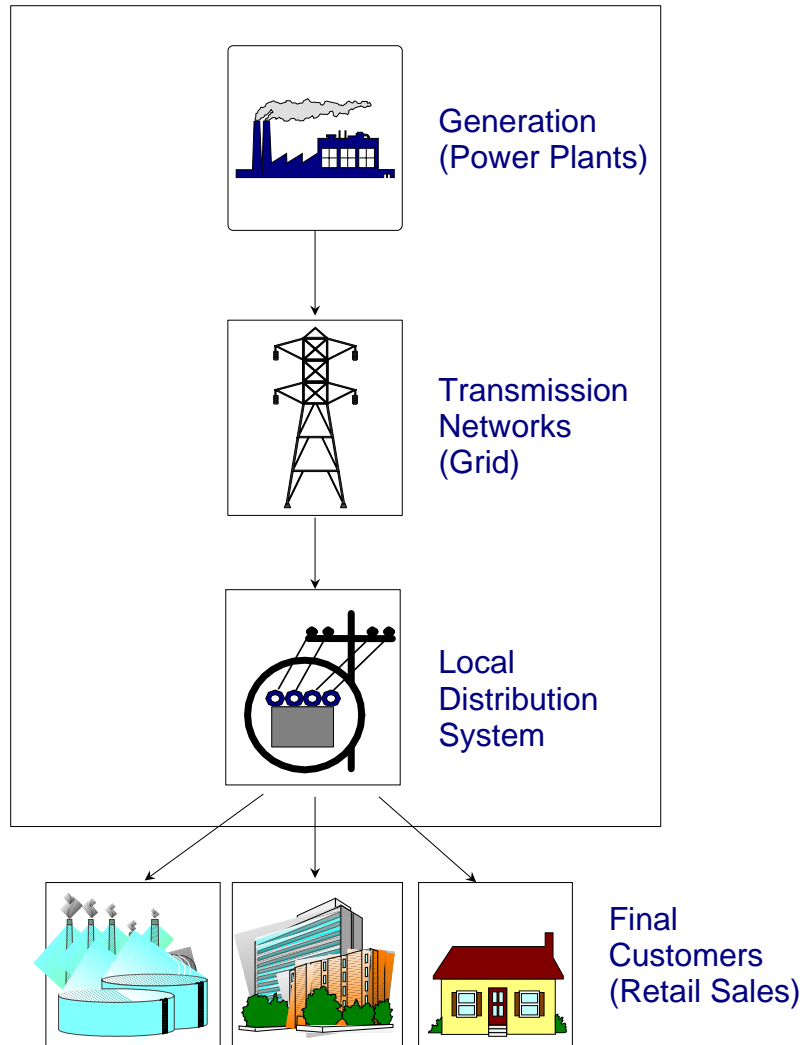 Generation
(Power Plants)
Transmission
Networks
(Grid)
Local
Distribution
System
Final
Customers
(Retail Sales)